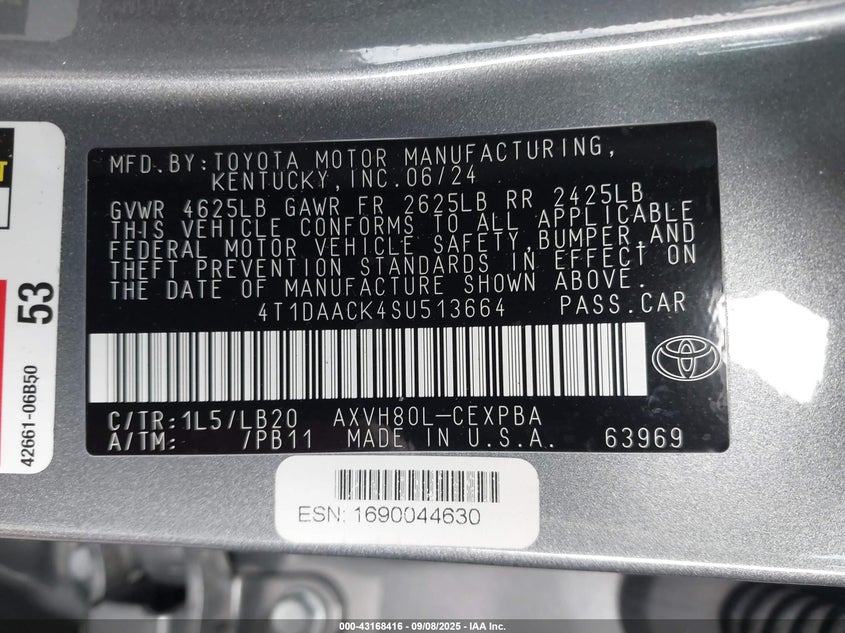 MFD.BY:TOYOTA MOTOR MANUFACTURING,
KENTUCKY,INC.06/24
GVWR 4625LB GAWR FR 2625LB RR 2425LB
THIS VEHICLE CONFORMS TO ALL APPLICABLE
FEDERAL MOTOR VEHICLE SAFETY,BUMPER,AND
THEFT PREVENTION STANDARDS IN EFFECT ON
THE DATE OF MANUFACTURE SHOWN ABOVE.
4T1DAACK4SU513664 PASS.CAR
C/TR:1L5/LB20 AXVH80L-CEXPBA
A/TM: /PB11 MADE IN U.S.A. 63969
ESN: 1690044630
53
42661-06B50
000-43168416 - 09/08/2025 - IAA Inc.